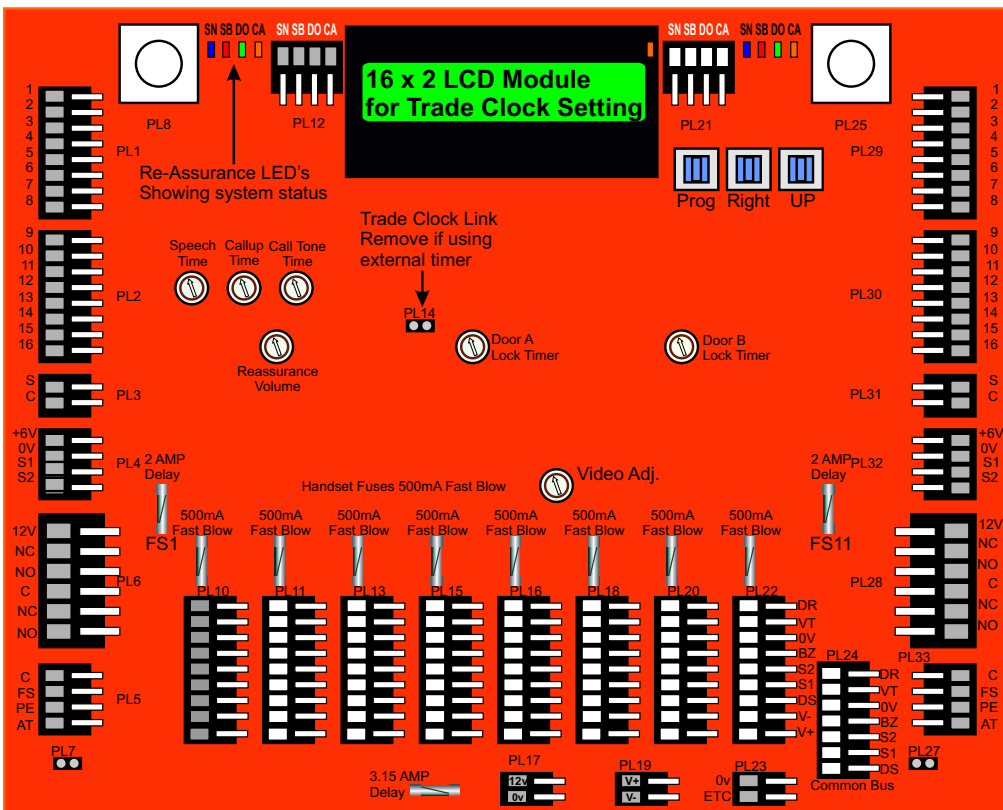 SN SB DO CA
SN SB DO CA
SN SB DO CA
SN SB DO CA
16 x 2 LCD Module
for Trade Clock Setting
PL8
PL12
PL21
PL25
1
2
3
4
5
6
7
8
PL1
Re-Assurance LED's
Showing system status
Prog
Right
UP
PL29
1
2
3
4
5
6
7
8
9
10
11
12
13
14
15
16
PL2
Speech
Time
Callup
Time
Call Tone
Time
Reassurance
Volume
Trade Clock Link
Remove if using
external timer
PL14
Door A
Lock Timer
Door B
Lock Timer
PL30
9
10
11
12
13
14
15
16
S
C
PL3
PL31
S
C
+6V
0V
S1
S2
PL4
2 AMP
Delay
FS1
Handset Fuses 500mA Fast Blow
Video Adj.
2 AMP
Delay
FS11
PL32
+6V
0V
S1
S2
12V
NC
NO
C
NC
NO
PL6
500mA
Fast Blow
500mA
Fast Blow
500mA
Fast Blow
500mA
Fast Blow
500mA
Fast Blow
500mA
Fast Blow
500mA
Fast Blow
500mA
Fast Blow
PL28
12V
NC
NO
C
NC
NO
PL10
PL11
PL13
PL15
PL16
PL18
PL20
PL22
DR
VT
0V
BZ
S2
S1
DS
V-
V+
PL24
DR
VT
0V
BZ
S2
S1
DS
Common Bus
C
FS
PE
AT
PL5
PL33
C
FS
PE
AT
PL7
PL27
3.15 AMP
Delay
PL17
12v
0v
PL19
V+
V-
PL23
0v
ETC